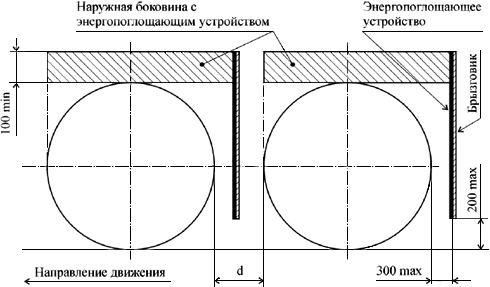 Наружная боковина с
энергопоглощающим устройством
Энергопоглощающее
устройство
100 min
Брызговик
200 max
Направление движения
d
300 max